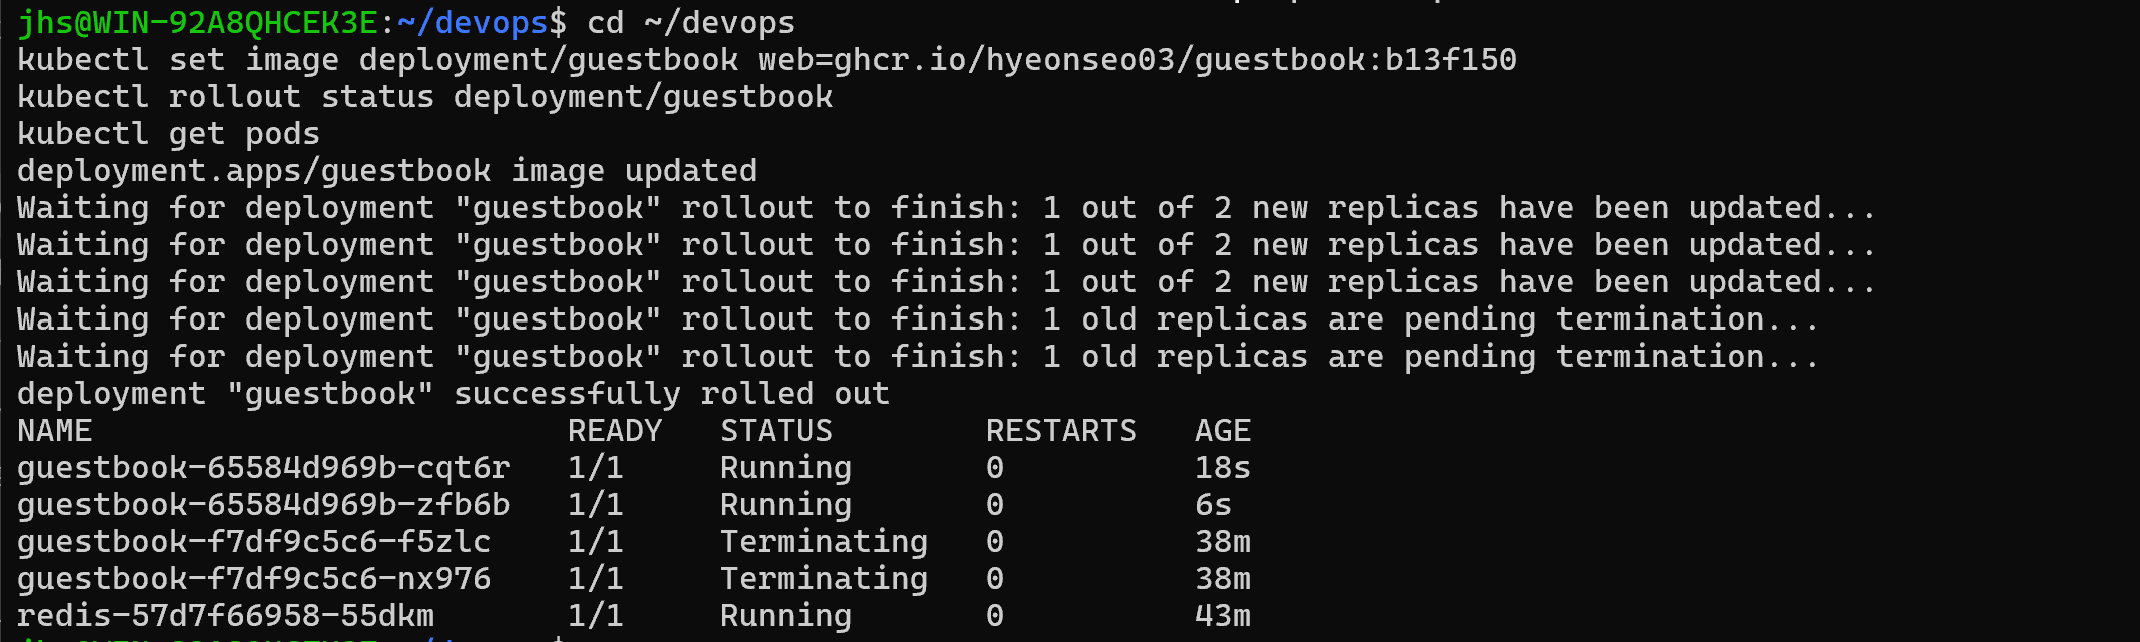 jhs@WIN-92A8QHCEK3E:~/devops$ cd ~/devops
kubectl set image deployment/guestbook web=ghcr.io/hyeonseo03/guestbook:b13f150
kubectl rollout status deployment/guestbook
kubectl get pods
deployment.apps/guestbook image updated
Waiting for deployment "guestbook" rollout to finish: 1 out of 2 new replicas have been updated...
Waiting for deployment "guestbook" rollout to finish: 1 out of 2 new replicas have been updated...
Waiting for deployment "guestbook" rollout to finish: 1 out of 2 new replicas have been updated...
Waiting for deployment "guestbook" rollout to finish: 1 old replicas are pending termination...
Waiting for deployment "guestbook" rollout to finish: 1 old replicas are pending termination...
deployment "guestbook" successfully rolled out
NAME                         READY   STATUS        RESTARTS   AGE
guestbook-65584d969b-cqt6r   1/1     Running       0          18s
guestbook-65584d969b-zfb6b   1/1     Running       0          6s
guestbook-f7df9c5c6-f5zlc    1/1     Terminating   0          38m
guestbook-f7df9c5c6-nx976    1/1     Terminating   0          38m
redis-57d7f66958-55dkm       1/1     Running       0          43m